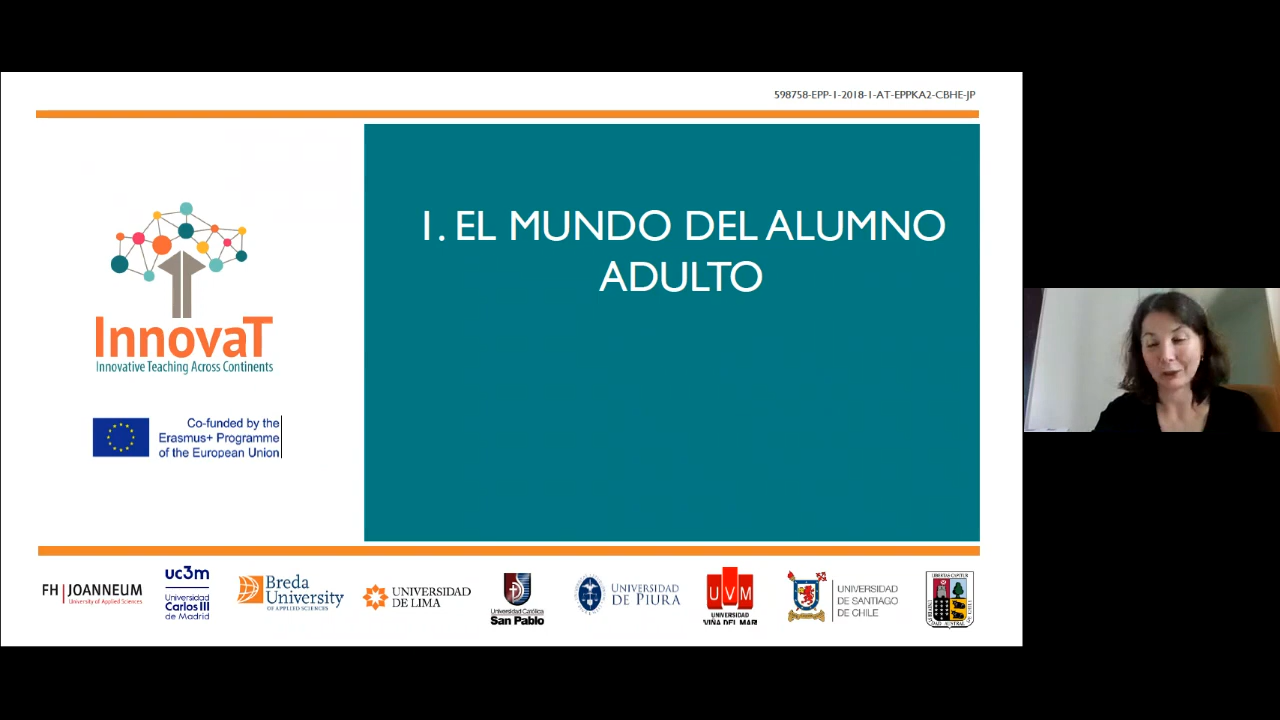 598758-EPP-1-2018-1-AT-EPPKA2-CBHE-JP
1. EL MUNDO DEL ALUMNO
ADULTO
InnovaT
Innovative Teaching Across Continents
Co-funded by the
Erasmus+ Programme
of the European Union
FH | JOANNEUM
University of Applied Sciences
uc3m
Universidad
Carlos III
de Madrid
Breda
University
OF APPLIED SCIENCES
UNIVERSIDAD
DE LIMA
Universidad Católica
San Pablo
UNIVERSIDAD
DE PIURA
UVM
UNIVERSIDAD
VIÑA DEL MAR
UNIVERSIDAD
DE SANTIAGO
DE CHILE
LIBERTAS CAPITUR